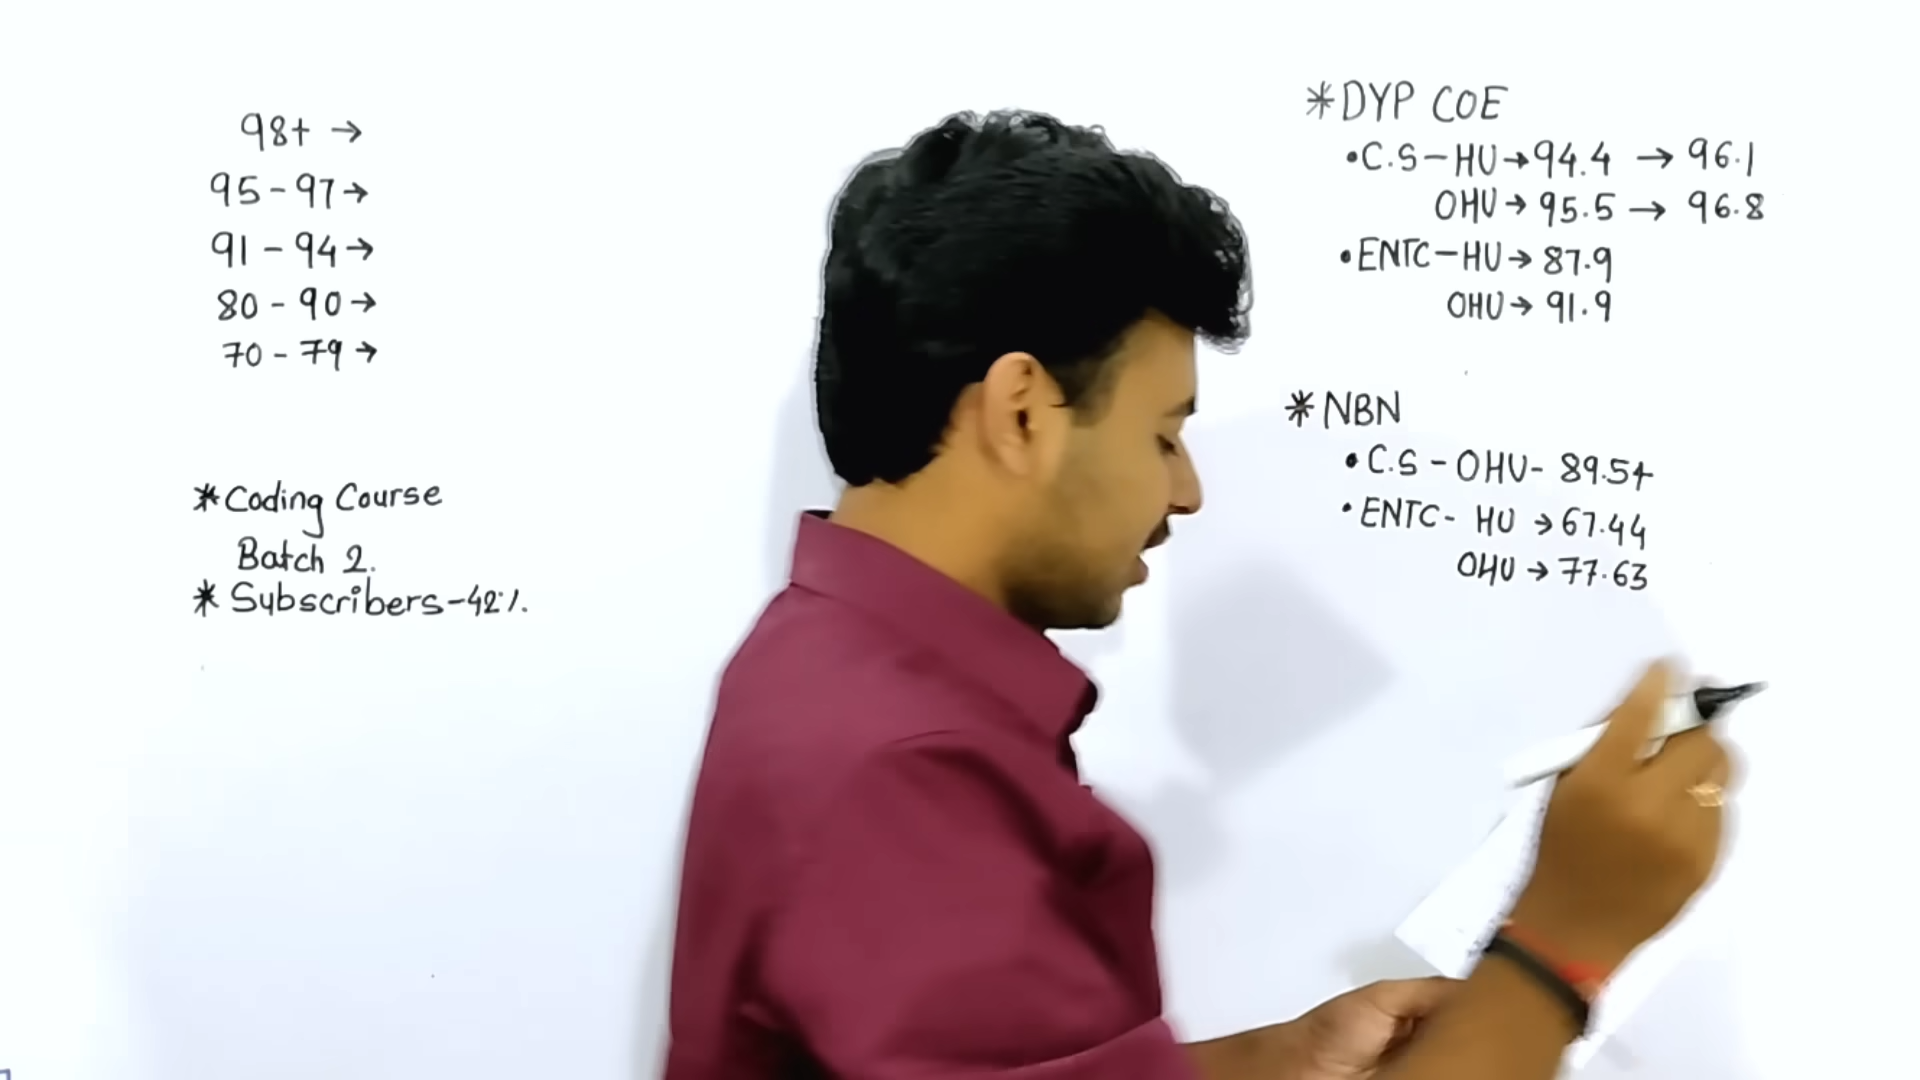 98+ →
95 - 97 →
91 - 94 →
80 - 90 →
70 - 79 →
* Coding Course
Batch 2.
* Subscribers-42%.
* DYP COE
• C.S - HU → 94.4 → 96.1
OHU → 95.5 → 96.8
• ENTC - HU → 87.9
OHU → 91.9
* NBN
• C.S - OHU - 89.5+
• ENTC - HU → 67.44
OHU → 77.63